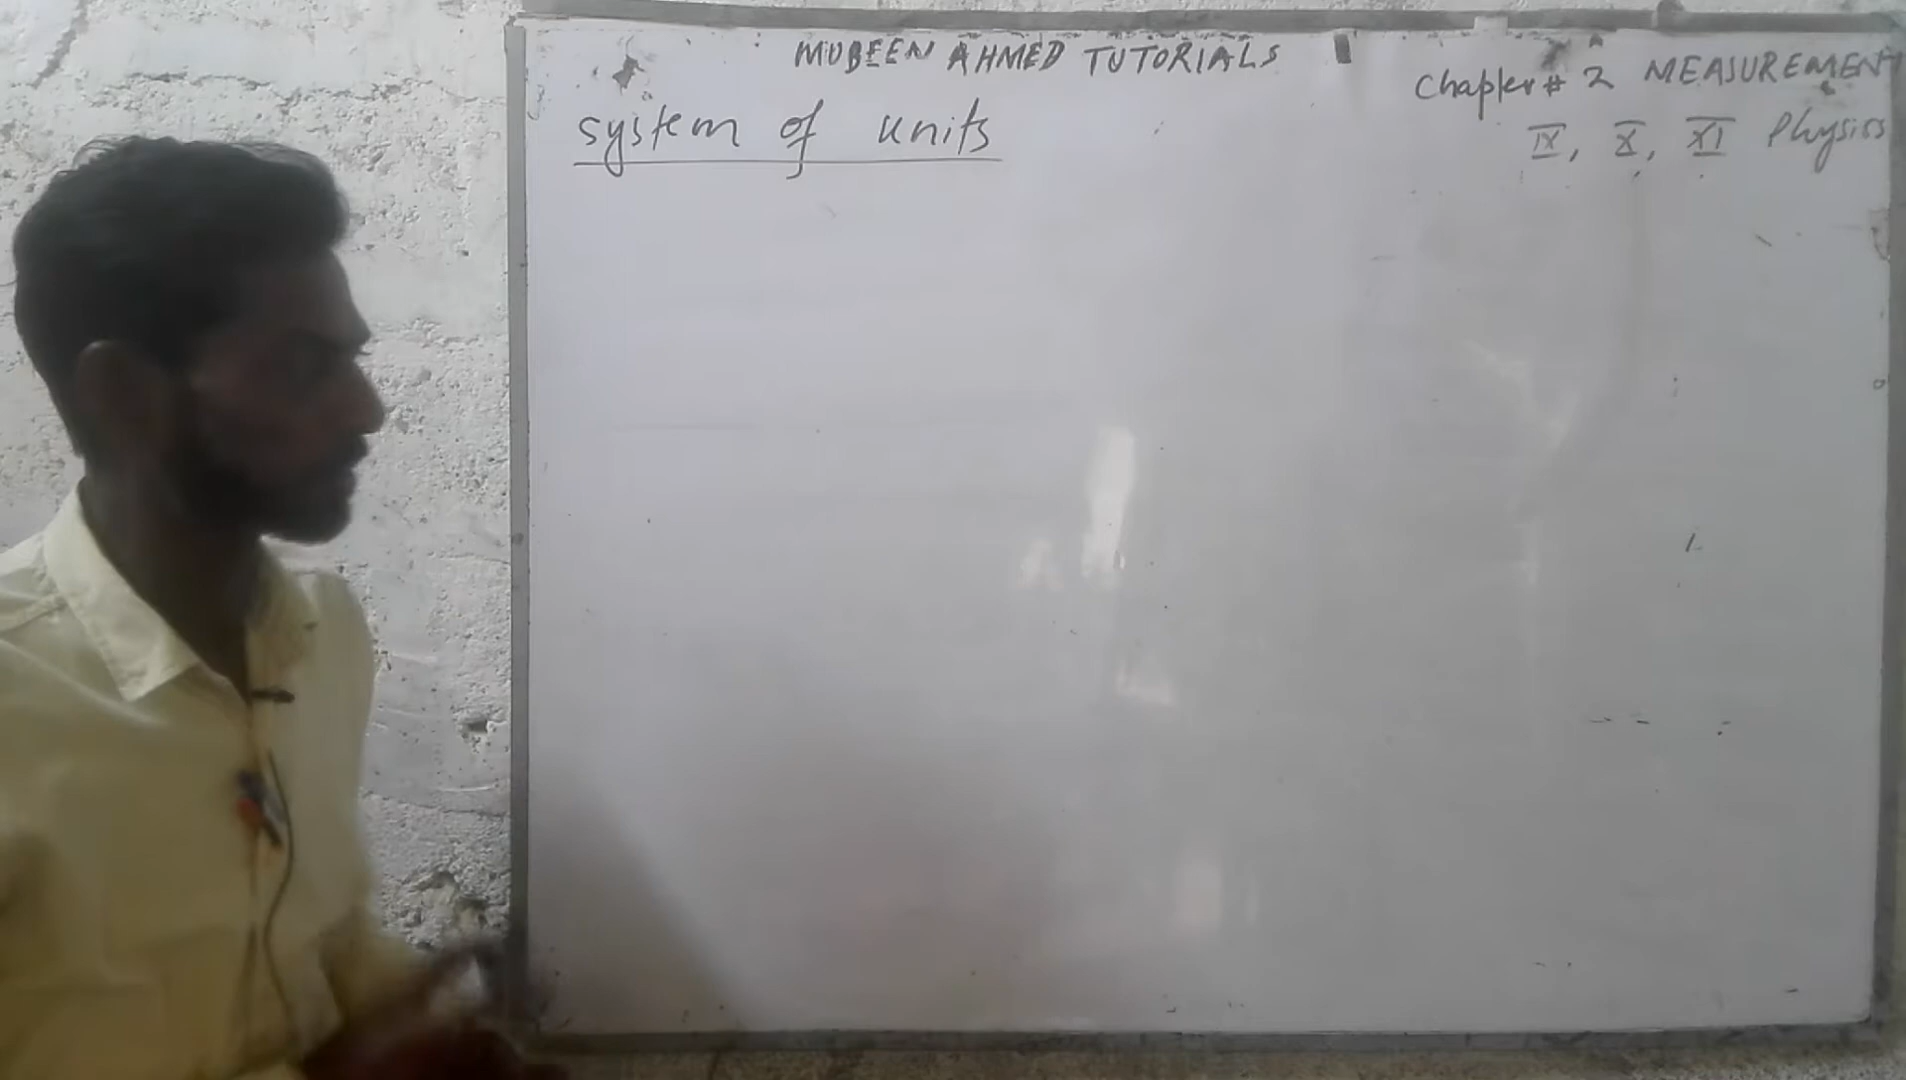 MUBEEN AHMED TUTORIALS
Chapter # 2 MEASUREMENT
system of units
IX, X, XI Physics